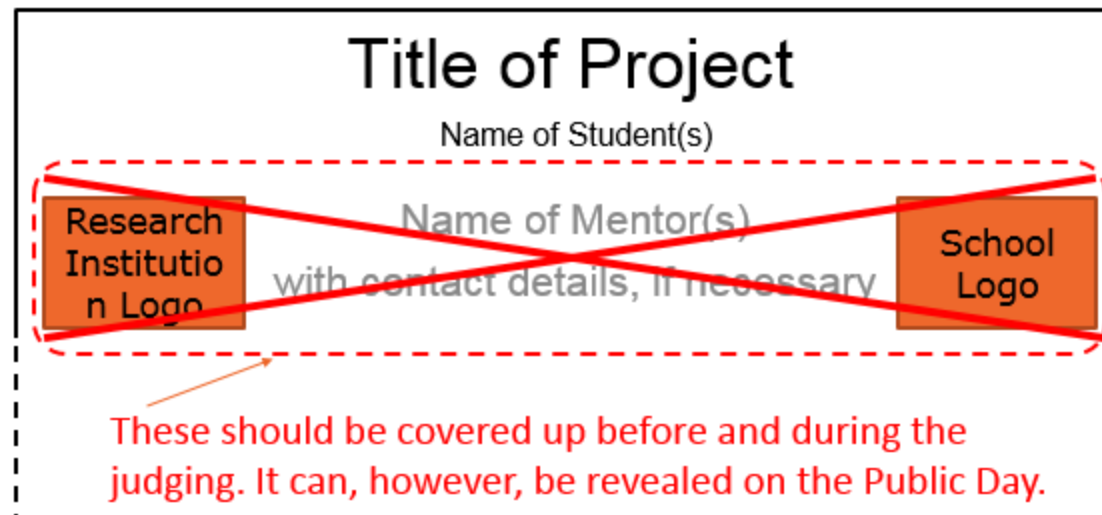 Title of Project
Name of Student(s)
Research
Institutio
n Logo
Name of Mentor(s)
with contact details, if necessary
School
Logo
These should be covered up before and during the
judging. It can, however, be revealed on the Public Day.